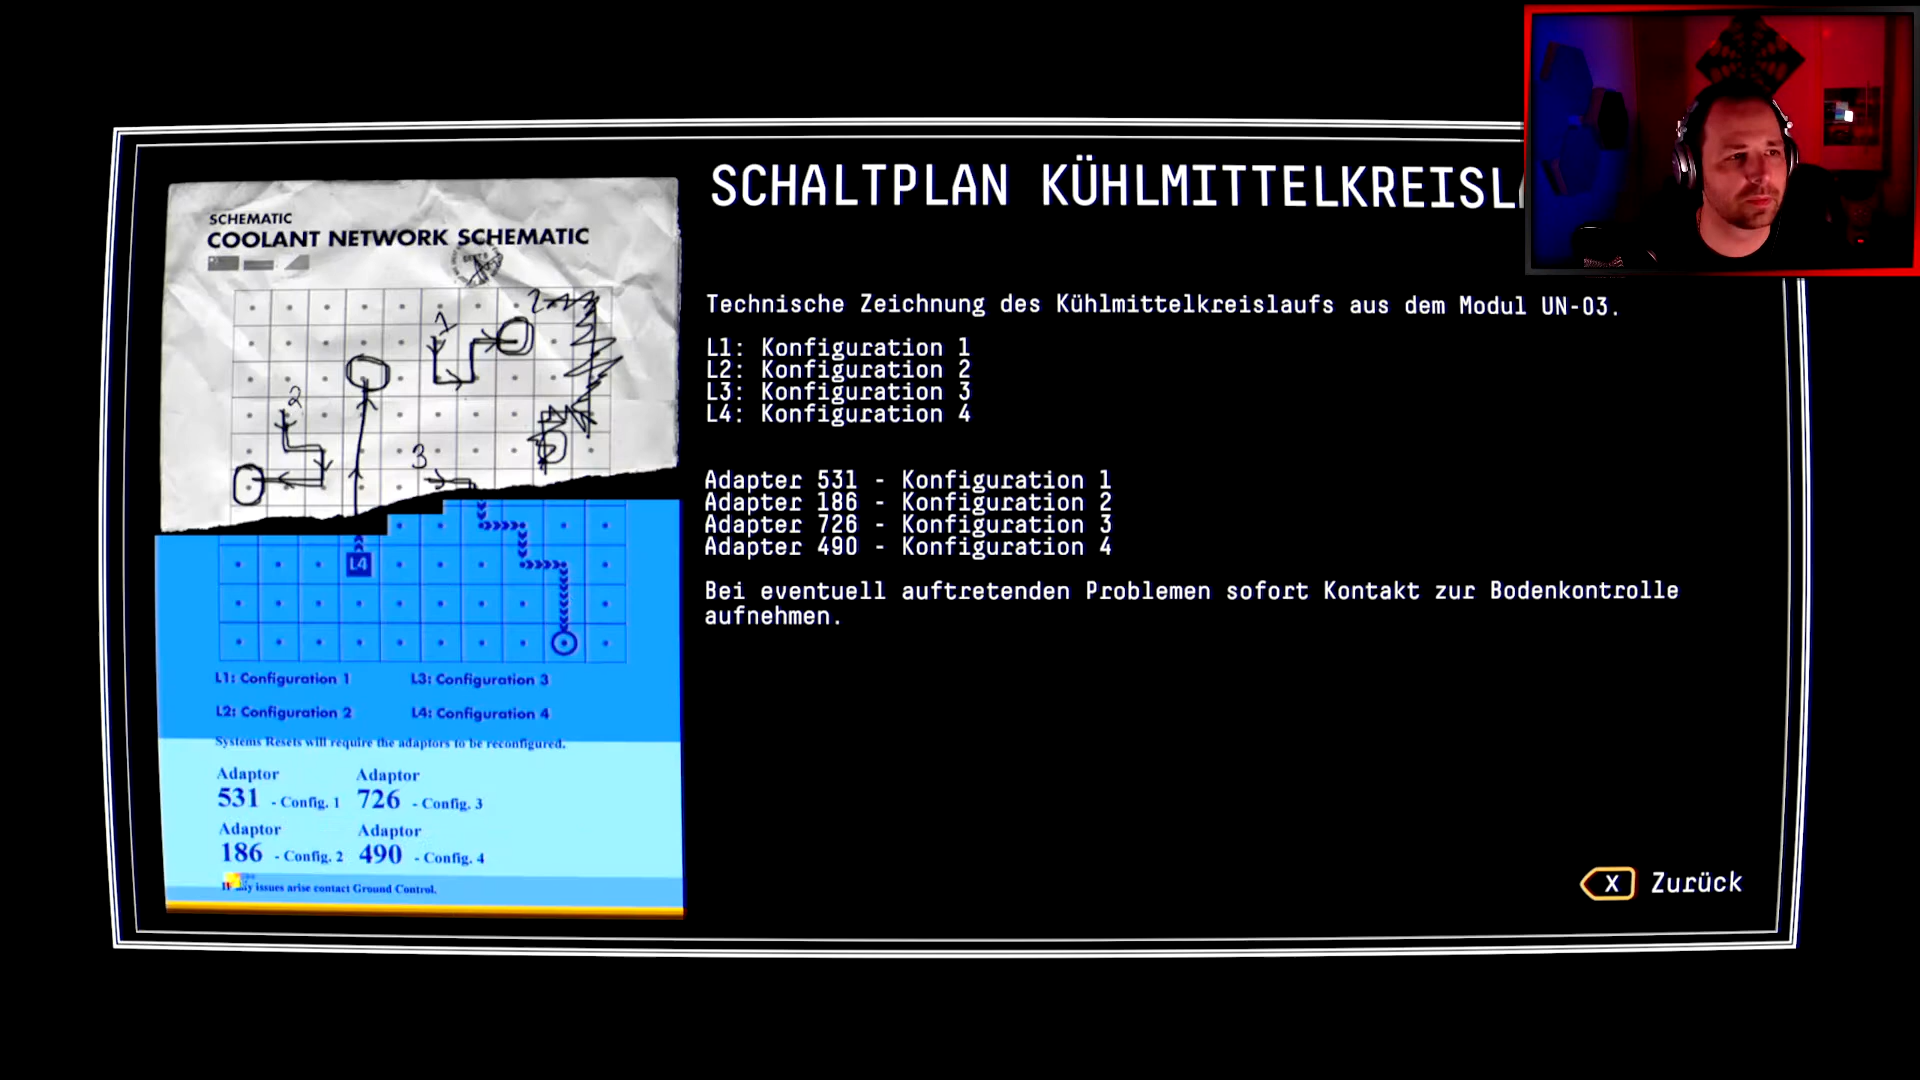 SCHEMATIC
COOLANT NETWORK SCHEMATIC
1
2
2
3
L4
L1: Configuration 1
L3: Configuration 3
L2: Configuration 2
L4: Configuration 4
Systems Resets will require the adaptors to be reconfigured.
Adaptor
531 - Config. 1
Adaptor
726 - Config. 3
Adaptor
186 - Config. 2
Adaptor
490 - Config. 4
issues arise contact Ground Control.
SCHALTPLAN
Technische Zeichnung des Kühlmittelkreislaufs aus dem Modul UN-03.
L1: Konfiguration 1
L2: Konfiguration 2
L3: Konfiguration 3
L4: Konfiguration 4
Adapter 531 - Konfiguration 1
Adapter 186 - Konfiguration 2
Adapter 726 - Konfiguration 3
Adapter 490 - Konfiguration 4
Bei eventuell auftretenden Problemen sofort Kontakt zur Bodenkontrolle
aufnehmen.
X Zurück